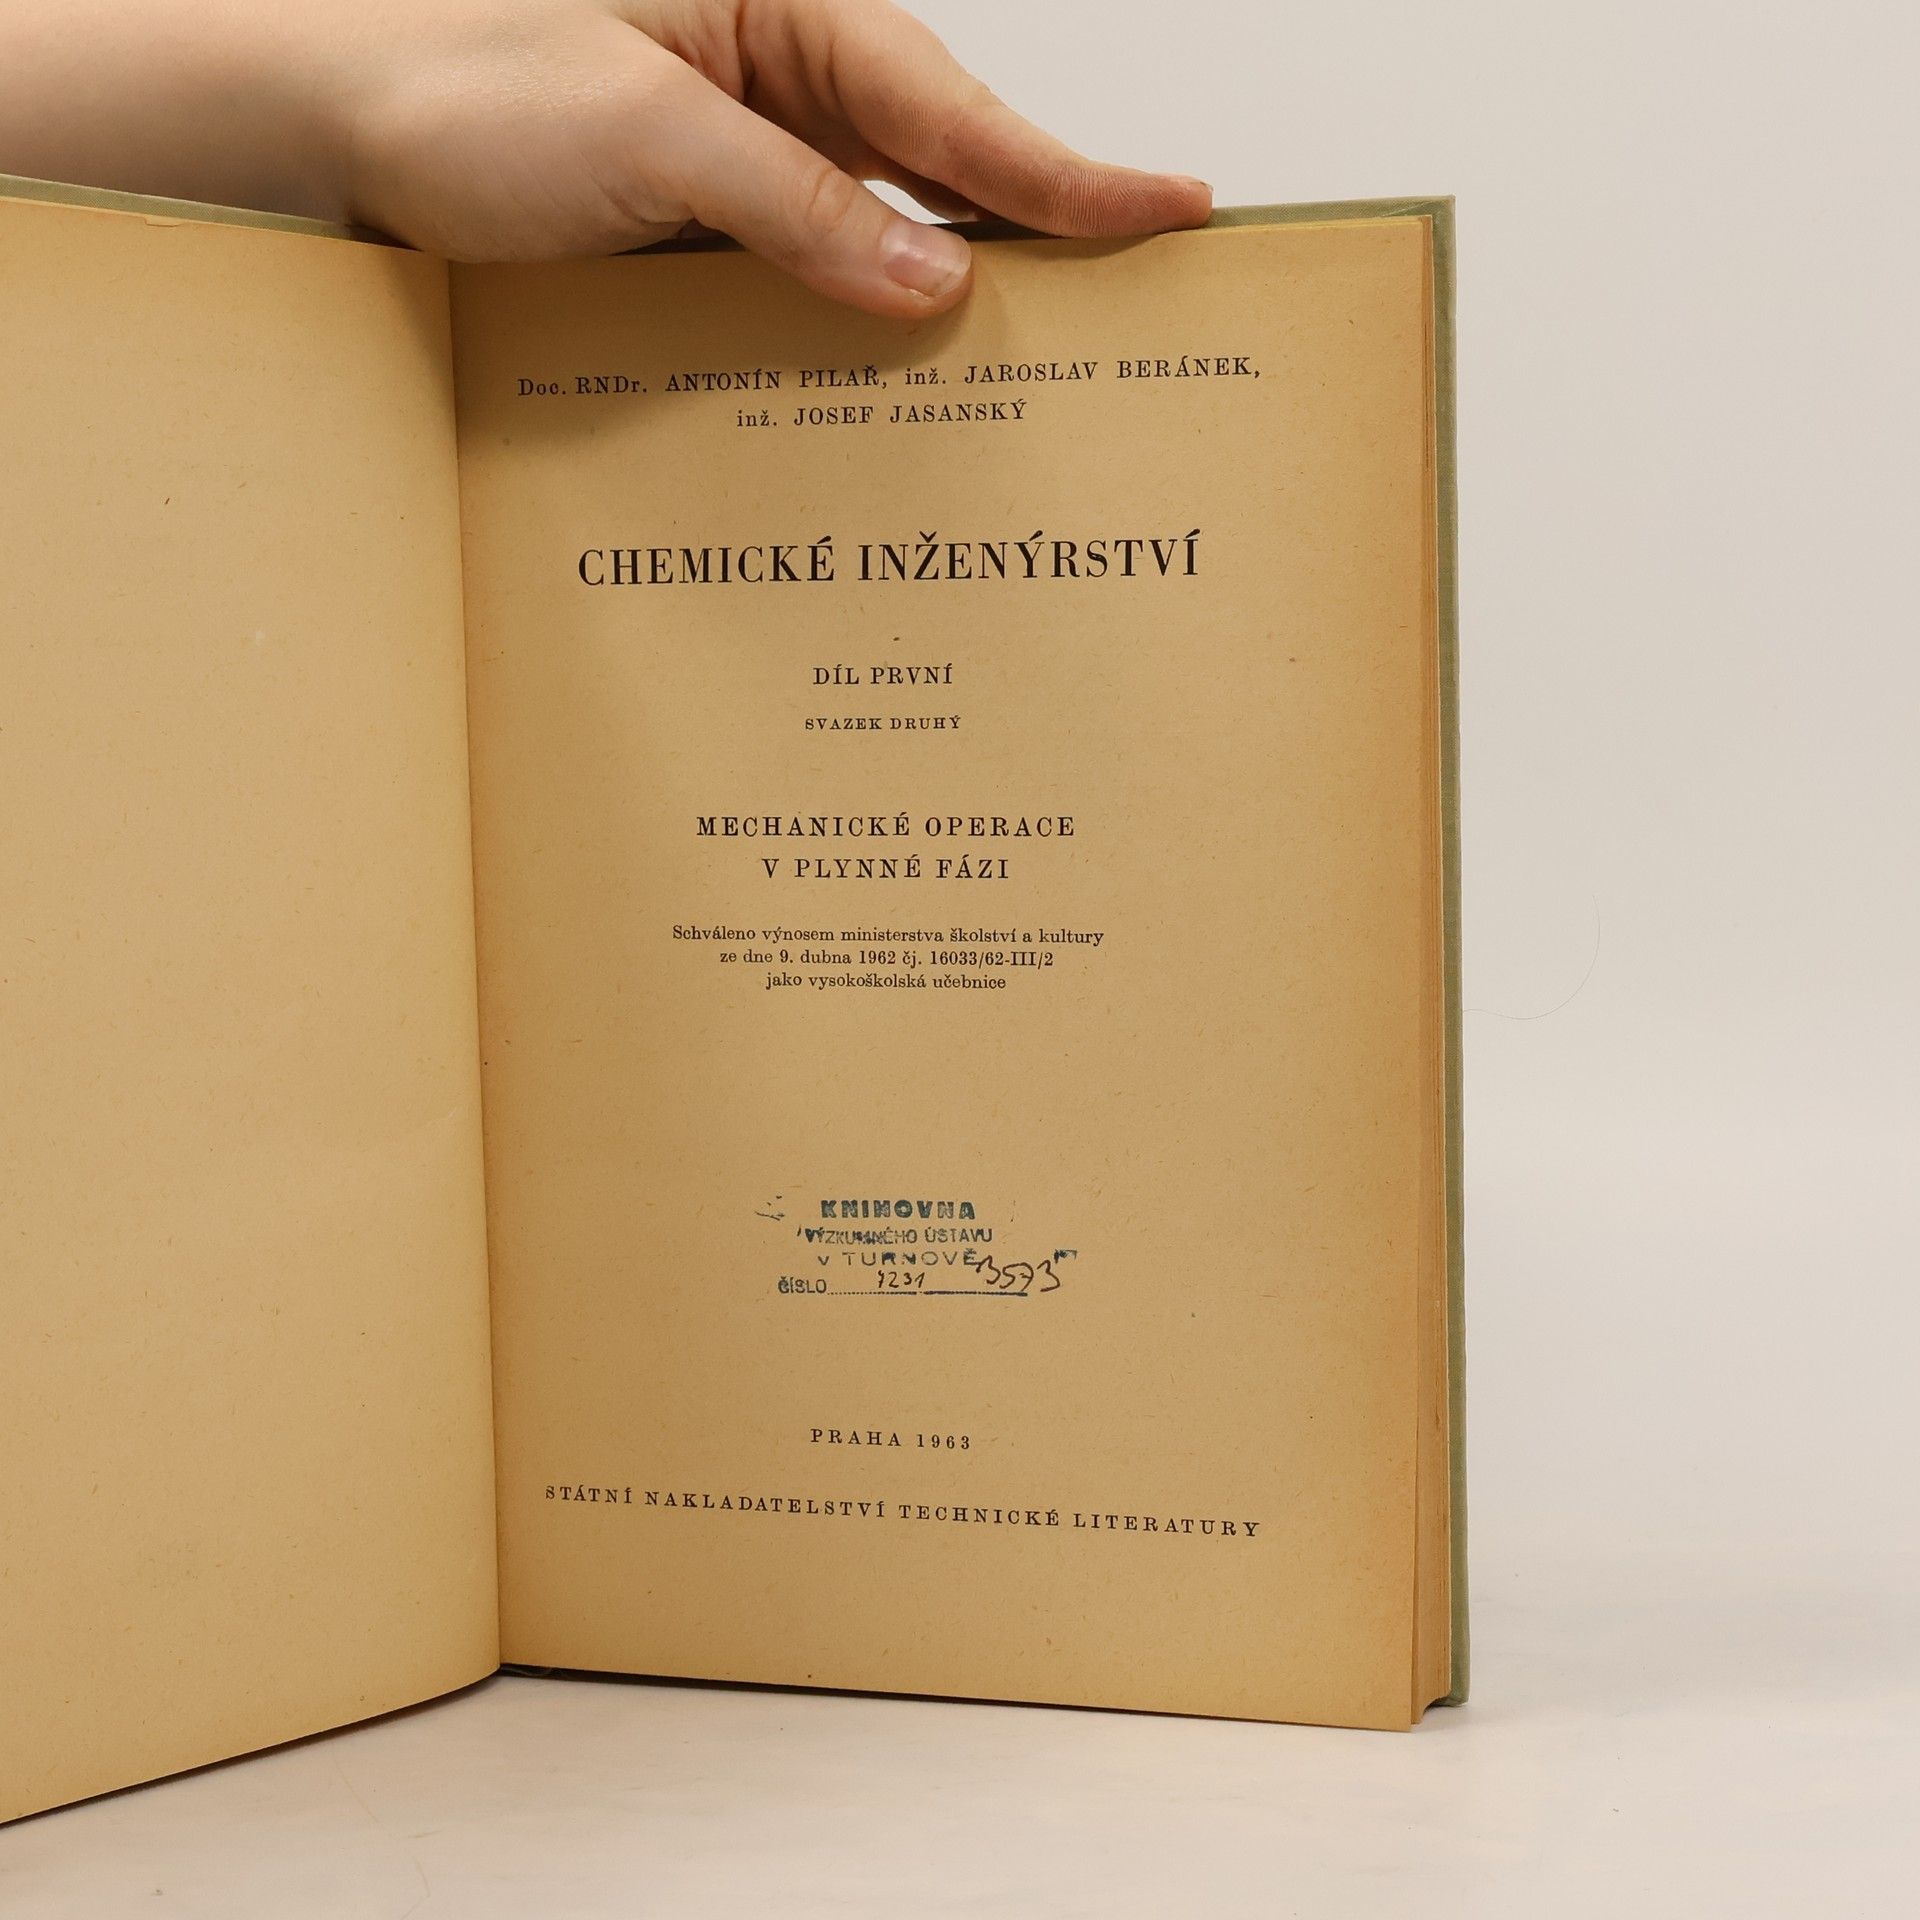 Doc. RNDr. ANTONÍN PILAŘ, inž. JAROSLAV BERÁNEK,
inž. JOSEF JASANSKÝ
CHEMICKÉ INŽENÝRSTVÍ
DÍL PRVNÍ
SVAZEK DRUHÝ
MECHANICKÉ OPERACE
V PLYNNÉ FÁZI
Schváleno výnosem ministerstva školství a kultury
ze dne 9. dubna 1962 čj. 16033/62-III/2
jako vysokoškolská učebnice
KNIHOVNA
VÝZKUMNÉHO ÚSTAVU
v TURNOVĚ
ČÍSLO 1231 3573
PRAHA 1963
STÁTNÍ NAKLADATELSTVÍ TECHNICKÉ LITERATURY